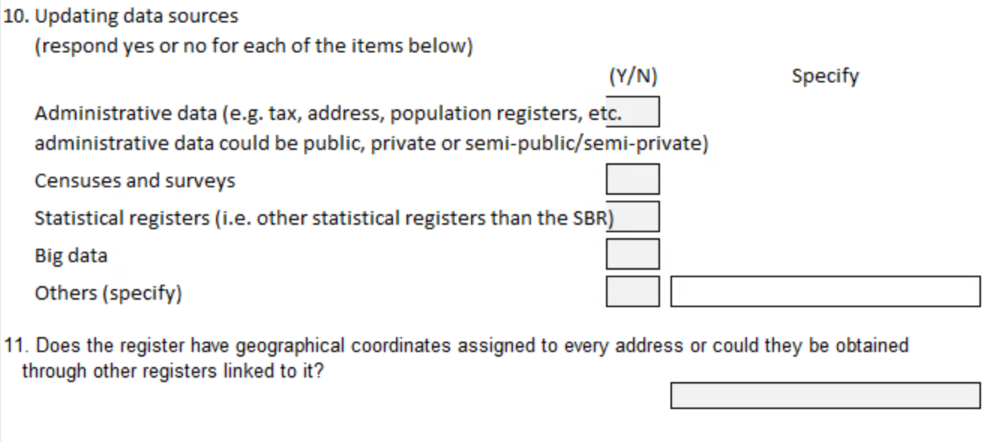 10. Updating data sources
(respond yes or no for each of the items below)
(Y/N) Specify
Administrative data (e.g. tax, address, population registers, etc.
administrative data could be public, private or semi-public/semi-private)
Censuses and surveys
Statistical registers (i.e. other statistical registers than the SBR)
Big data
Others (specify)
11. Does the register have geographical coordinates assigned to every address or could they be obtained
through other registers linked to it?